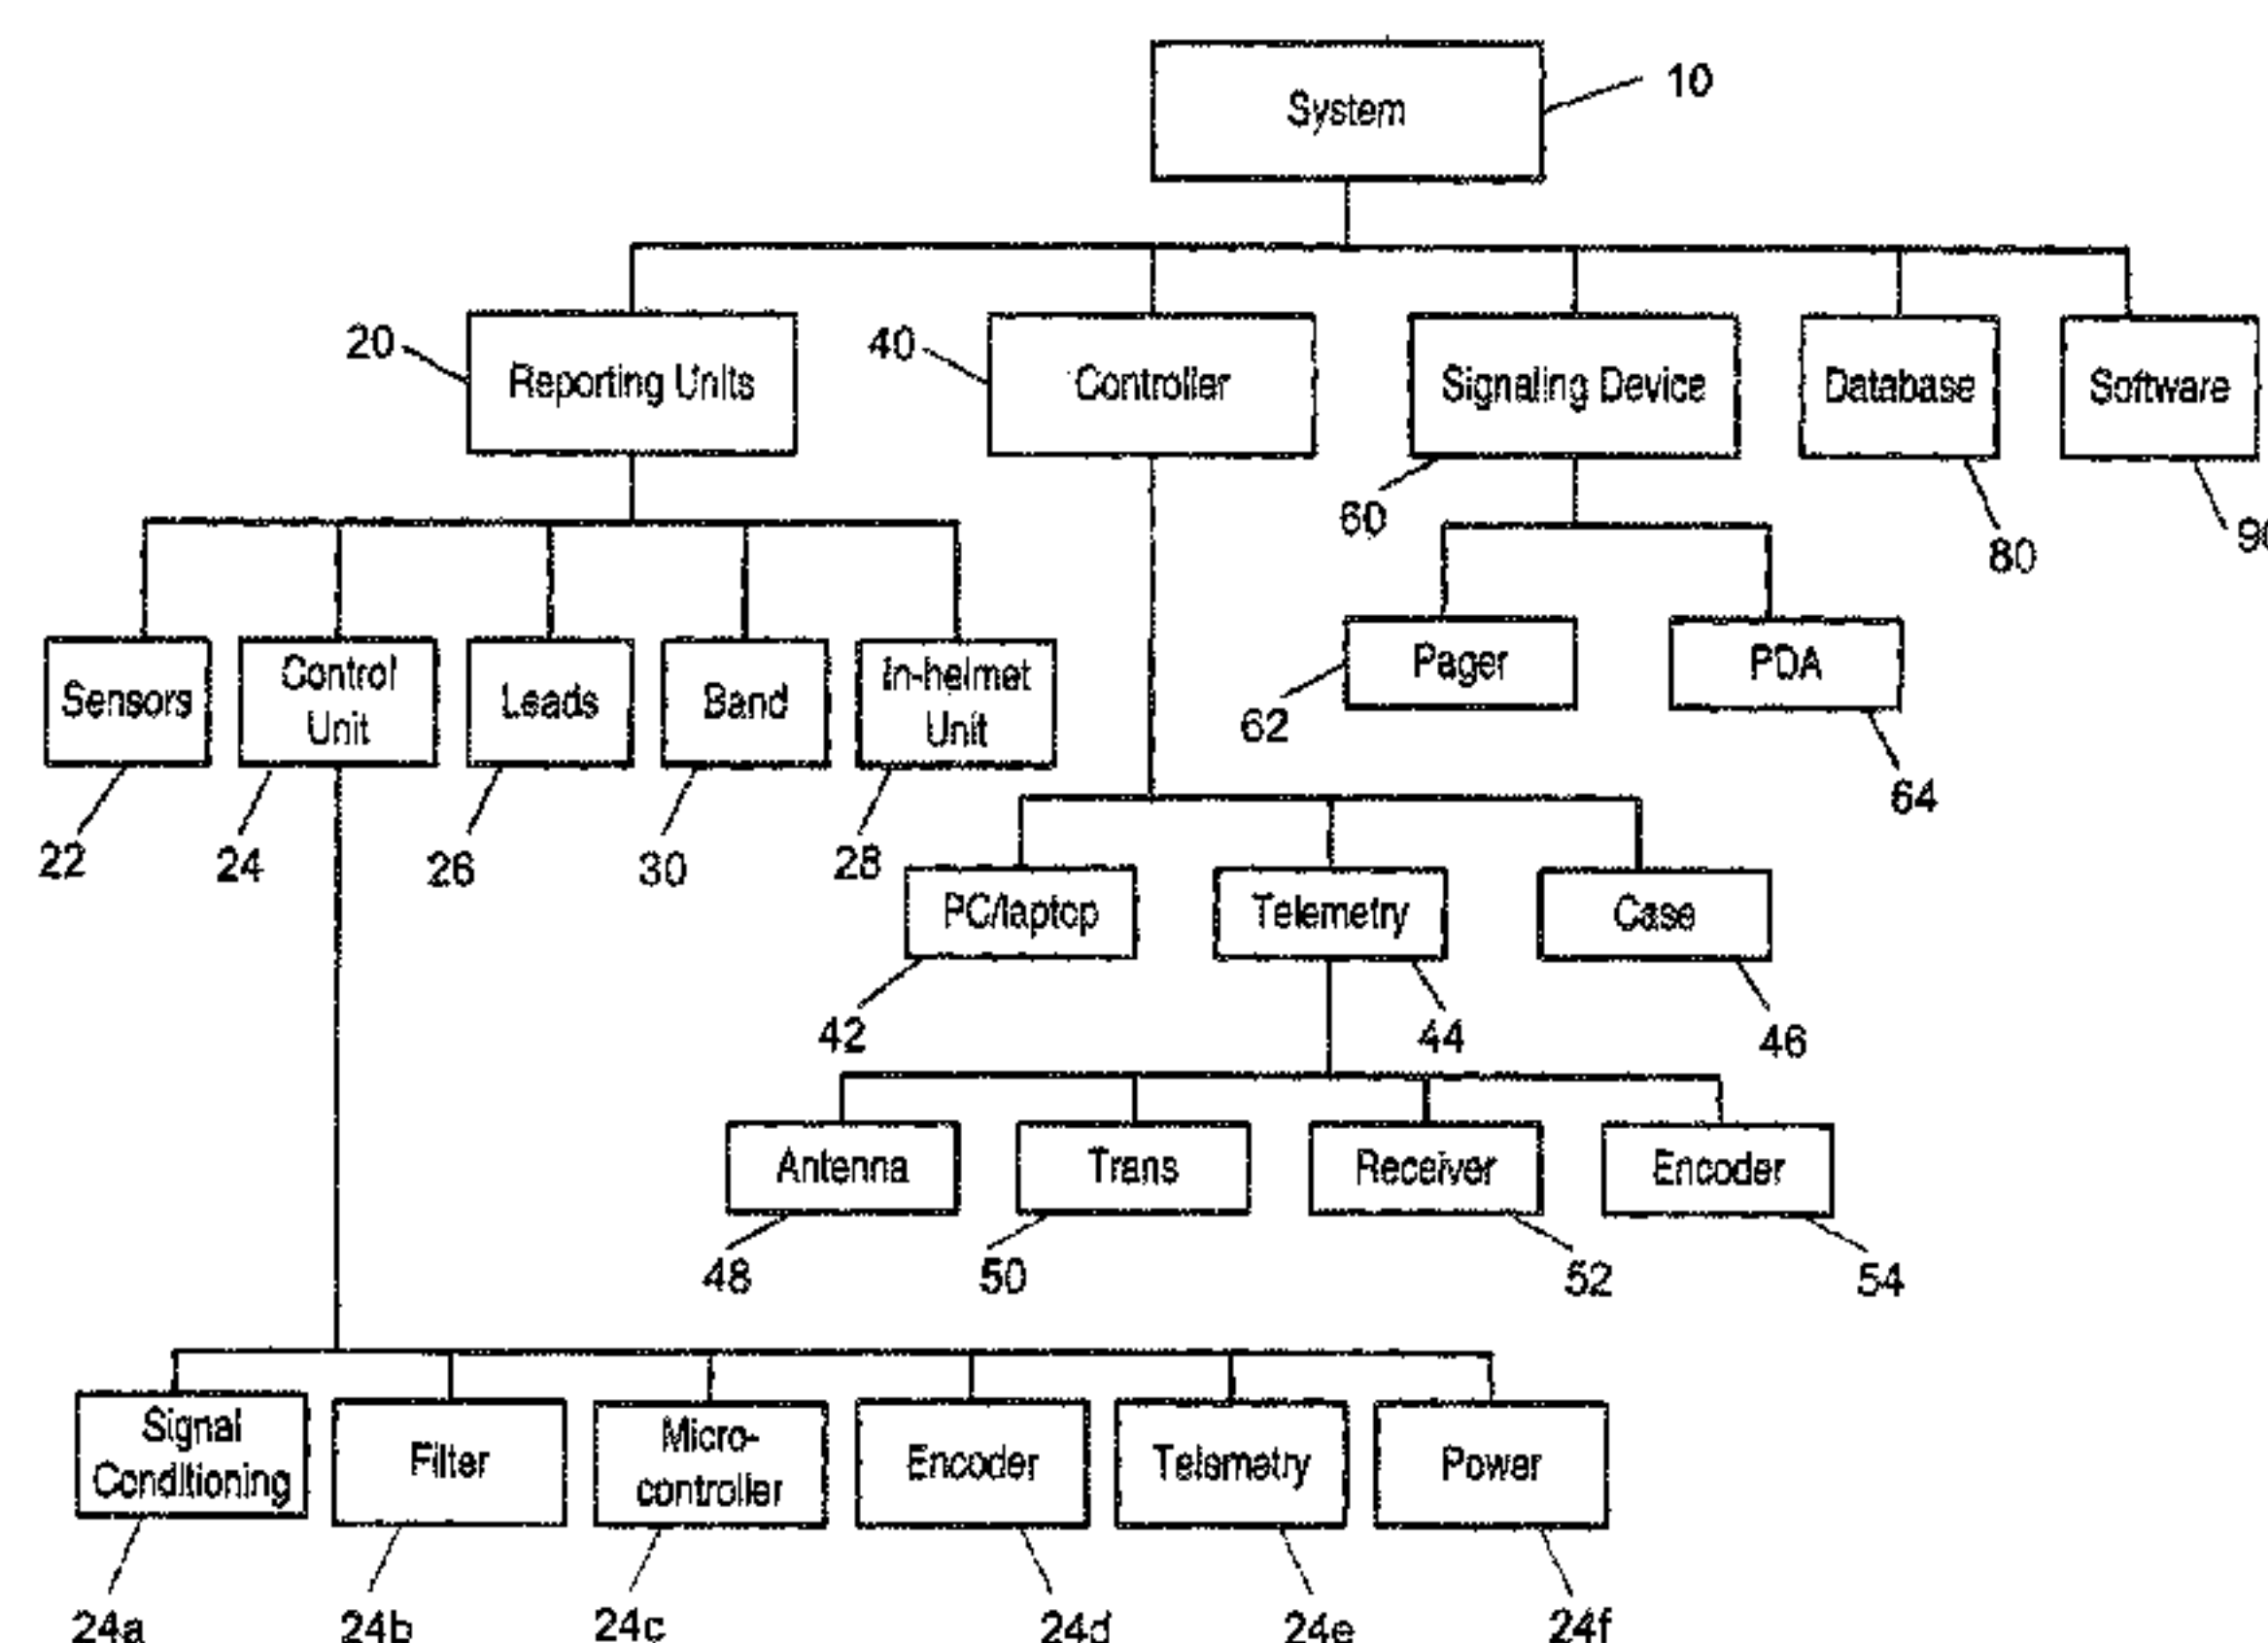 System
10
20
Reporting Units
40
Controller
Signaling Device
Database
Software
60
80
Sensors
Control
Unit
Leads
Band
In-helmet
Unit
Pager
PDA
62
64
22
24
26
30
28
PC/laptop
Telemetry
Case
42
44
46
Antenna
Trans
Receiver
Encoder
48
50
52
54
Signal
Conditioning
Filter
Micro-
controller
Encoder
Telemetry
Power
24a
24b
24c
24d
24e
24f